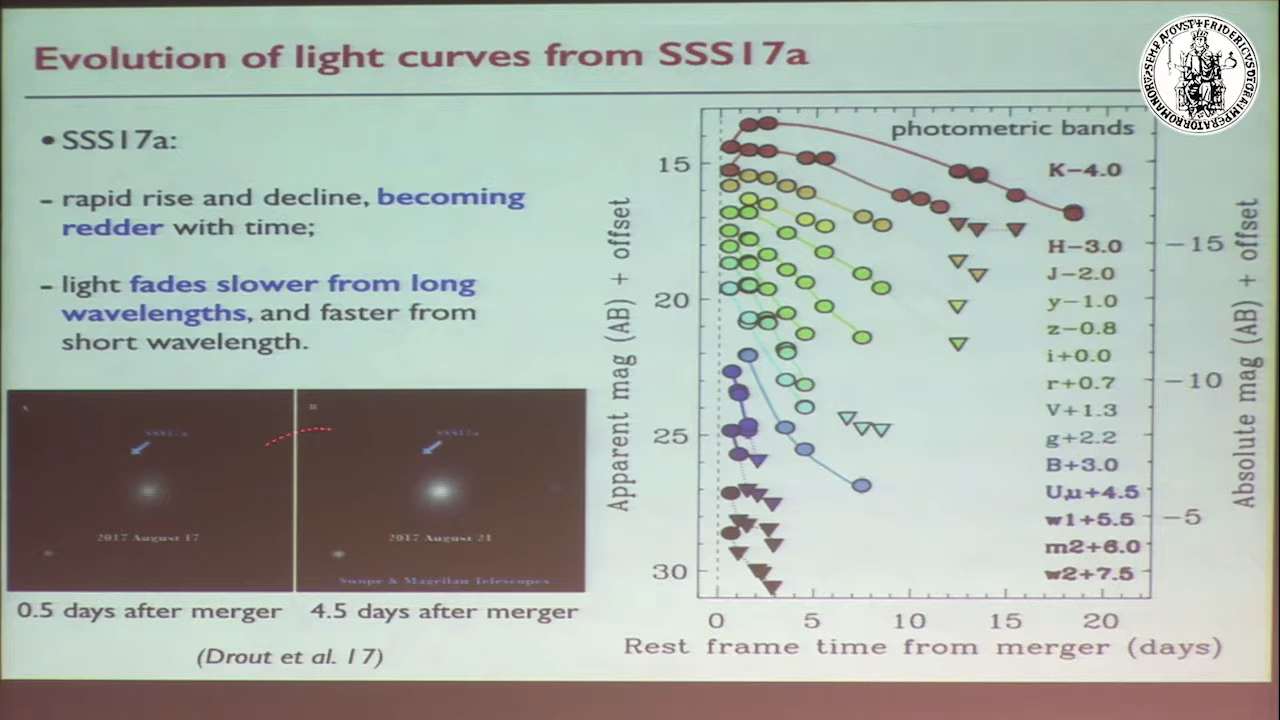 Evolution of light curves from SSS17a
• SSS17a:
– rapid rise and decline, becoming
redder with time;
– light fades slower from long
wavelengths, and faster from
short wavelength.
A
SSS17a
2017 August 17
B
SSS17a
2017 August 21
Swope & Magellan Telescopes
0.5 days after merger
4.5 days after merger
(Drout et al. 17)
photometric bands
K−4.0
H−3.0
J−2.0
y−1.0
z−0.8
i+0.0
r+0.7
V+1.3
g+2.2
B+3.0
U,u+4.5
w1+5.5
m2+6.0
w2+7.5
Apparent mag (AB) + offset
15
20
25
30
Absolute mag (AB) + offset
−15
−10
−5
0
5
10
15
20
Rest frame time from merger (days)